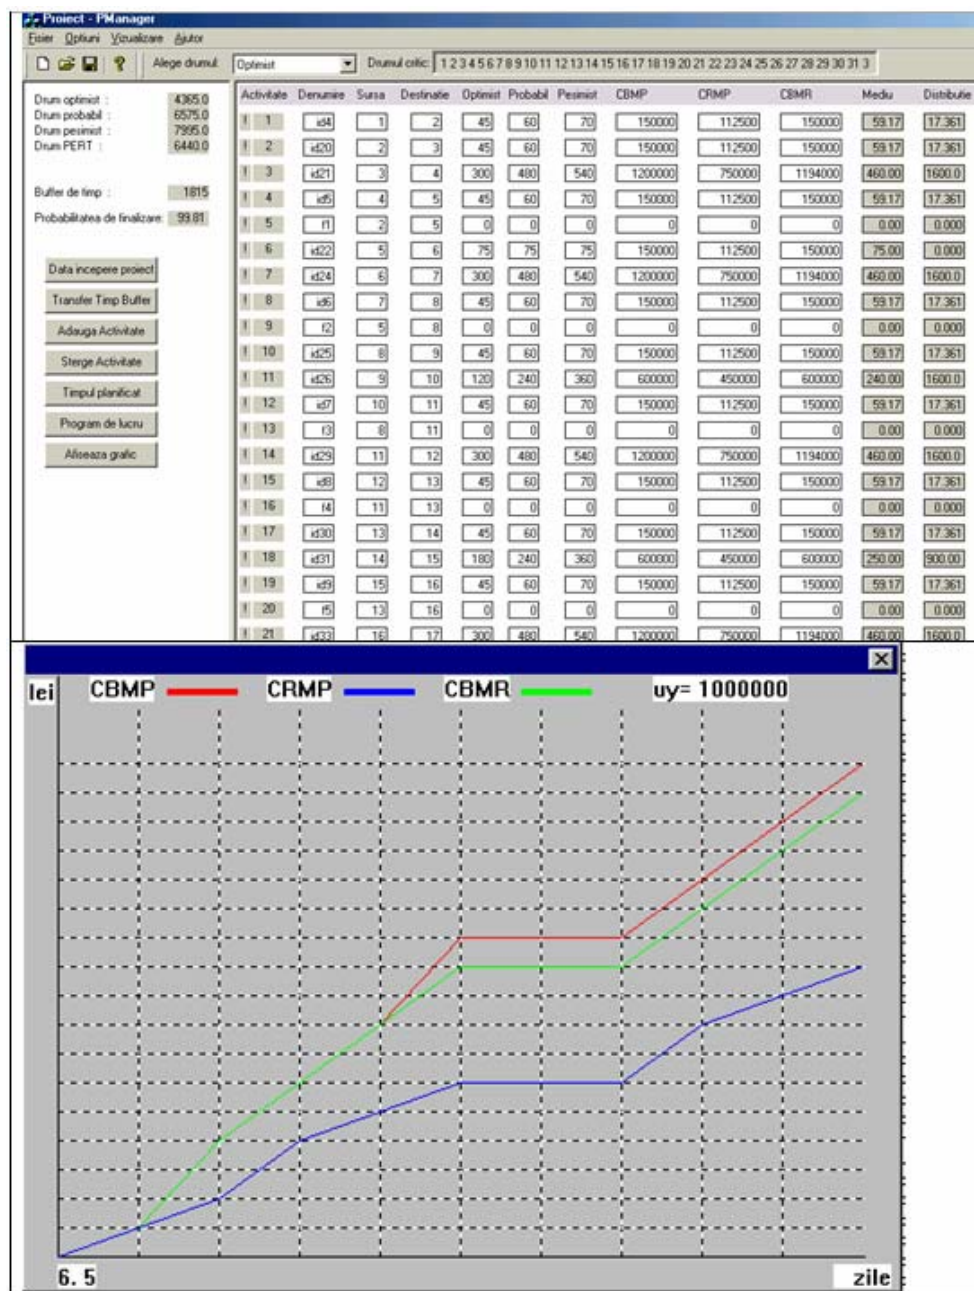 Proiect - PManager
Fisier Optiuni Vizualizare Ajutor
Alege drumul: Optimist Drumul critic: 1 2 3 4 5 6 7 8 9 10 11 12 13 14 15 16 17 18 19 20 21 22 23 24 25 26 27 28 29 30 31 3
Drum optimist : 4365.0
Drum probabil : 6575.0
Drum pesimist : 7995.0
Drum PERT : 6440.0
Buffer de timp : 1815
Probabilitatea de finalizare: 99.81
Data incepere proiect
Transfer Timp Buffer
Adauga Activitate
Sterge Activitate
Timpul planificat
Program de lucru
Afiseaza grafic
Activitate Denumire Sursa Destinatie Optimist Probabil Pesimist CBMP CRMP CBMR Mediu Distributie
! 1 id4 1 2 45 60 70 150000 112500 150000 59.17 17.361
! 2 id20 2 3 45 60 70 150000 112500 150000 59.17 17.361
! 3 id21 3 4 300 480 540 1200000 750000 1194000 460.00 1600.0
! 4 id5 4 5 45 60 70 150000 112500 150000 59.17 17.361
! 5 f1 2 5 0 0 0 0 0 0 0.00 0.000
! 6 id22 5 6 75 75 75 150000 112500 150000 75.00 0.000
! 7 id24 6 7 300 480 540 1200000 750000 1194000 460.00 1600.0
! 8 id6 7 8 45 60 70 150000 112500 150000 59.17 17.361
! 9 f2 5 8 0 0 0 0 0 0 0.00 0.000
! 10 id25 8 9 45 60 70 150000 112500 150000 59.17 17.361
! 11 id26 9 10 120 240 360 600000 450000 600000 240.00 1600.0
! 12 id7 10 11 45 60 70 150000 112500 150000 59.17 17.361
! 13 f3 8 11 0 0 0 0 0 0 0.00 0.000
! 14 id29 11 12 300 480 540 1200000 750000 1194000 460.00 1600.0
! 15 id8 12 13 45 60 70 150000 112500 150000 59.17 17.361
! 16 f4 11 13 0 0 0 0 0 0 0.00 0.000
! 17 id30 13 14 45 60 70 150000 112500 150000 59.17 17.361
! 18 id31 14 15 180 240 360 600000 450000 600000 250.00 900.00
! 19 id9 15 16 45 60 70 150000 112500 150000 59.17 17.361
! 20 f5 13 16 0 0 0 0 0 0 0.00 0.000
! 21 id33 16 17 300 480 540 1200000 750000 1194000 460.00 1600.0
lei CBMP CRMP CBMR uy= 1000000
6. 5 zile